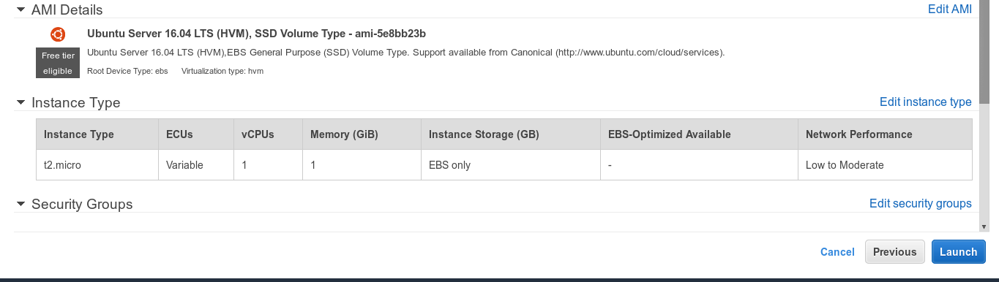 AMI Details
Edit AMI
Ubuntu Server 16.04 LTS (HVM), SSD Volume Type - ami-5e8bb23b
Free tier
eligible
Ubuntu Server 16.04 LTS (HVM),EBS General Purpose (SSD) Volume Type. Support available from Canonical (http://www.ubuntu.com/cloud/services).
Root Device Type: ebs Virtualization type: hvm
Instance Type
Edit instance type
Instance Type ECUs vCPUs Memory (GiB) Instance Storage (GB) EBS-Optimized Available Network Performance
t2.micro Variable 1 1 EBS only - Low to Moderate
Security Groups
Edit security groups
Cancel Previous Launch